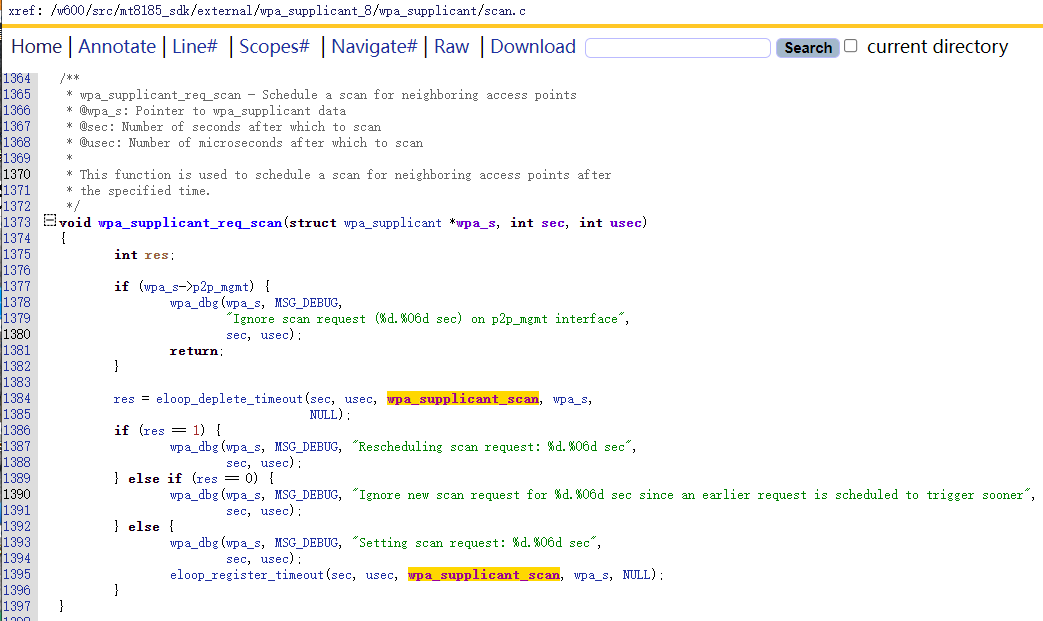 xref: /w600/src/mt8185_sdk/external/wpa_supplicant_8/wpa_supplicant/scan.c
Home | Annotate | Line# | Scopes# | Navigate# | Raw | Download Search current directory
1364 /**
1365 * wpa_supplicant_req_scan - Schedule a scan for neighboring access points
1366 * @wpa_s: Pointer to wpa_supplicant data
1367 * @sec: Number of seconds after which to scan
1368 * @usec: Number of microseconds after which to scan
1369 *
1370 * This function is used to schedule a scan for neighboring access points after
1371 * the specified time.
1372 */
1373 void wpa_supplicant_req_scan(struct wpa_supplicant *wpa_s, int sec, int usec)
1374 {
1375 int res;
1376
1377 if (wpa_s->p2p_mgmt) {
1378 wpa_dbg(wpa_s, MSG_DEBUG,
1379 "Ignore scan request (%d.%06d sec) on p2p_mgmt interface",
1380 sec, usec);
1381 return;
1382 }
1383
1384 res = eloop_deplete_timeout(sec, usec, wpa_supplicant_scan, wpa_s,
1385 NULL);
1386 if (res == 1) {
1387 wpa_dbg(wpa_s, MSG_DEBUG, "Rescheduling scan request: %d.%06d sec",
1388 sec, usec);
1389 } else if (res == 0) {
1390 wpa_dbg(wpa_s, MSG_DEBUG, "Ignore new scan request for %d.%06d sec since an earlier request is scheduled to trigger sooner",
1391 sec, usec);
1392 } else {
1393 wpa_dbg(wpa_s, MSG_DEBUG, "Setting scan request: %d.%06d sec",
1394 sec, usec);
1395 eloop_register_timeout(sec, usec, wpa_supplicant_scan, wpa_s, NULL);
1396 }
1397 }